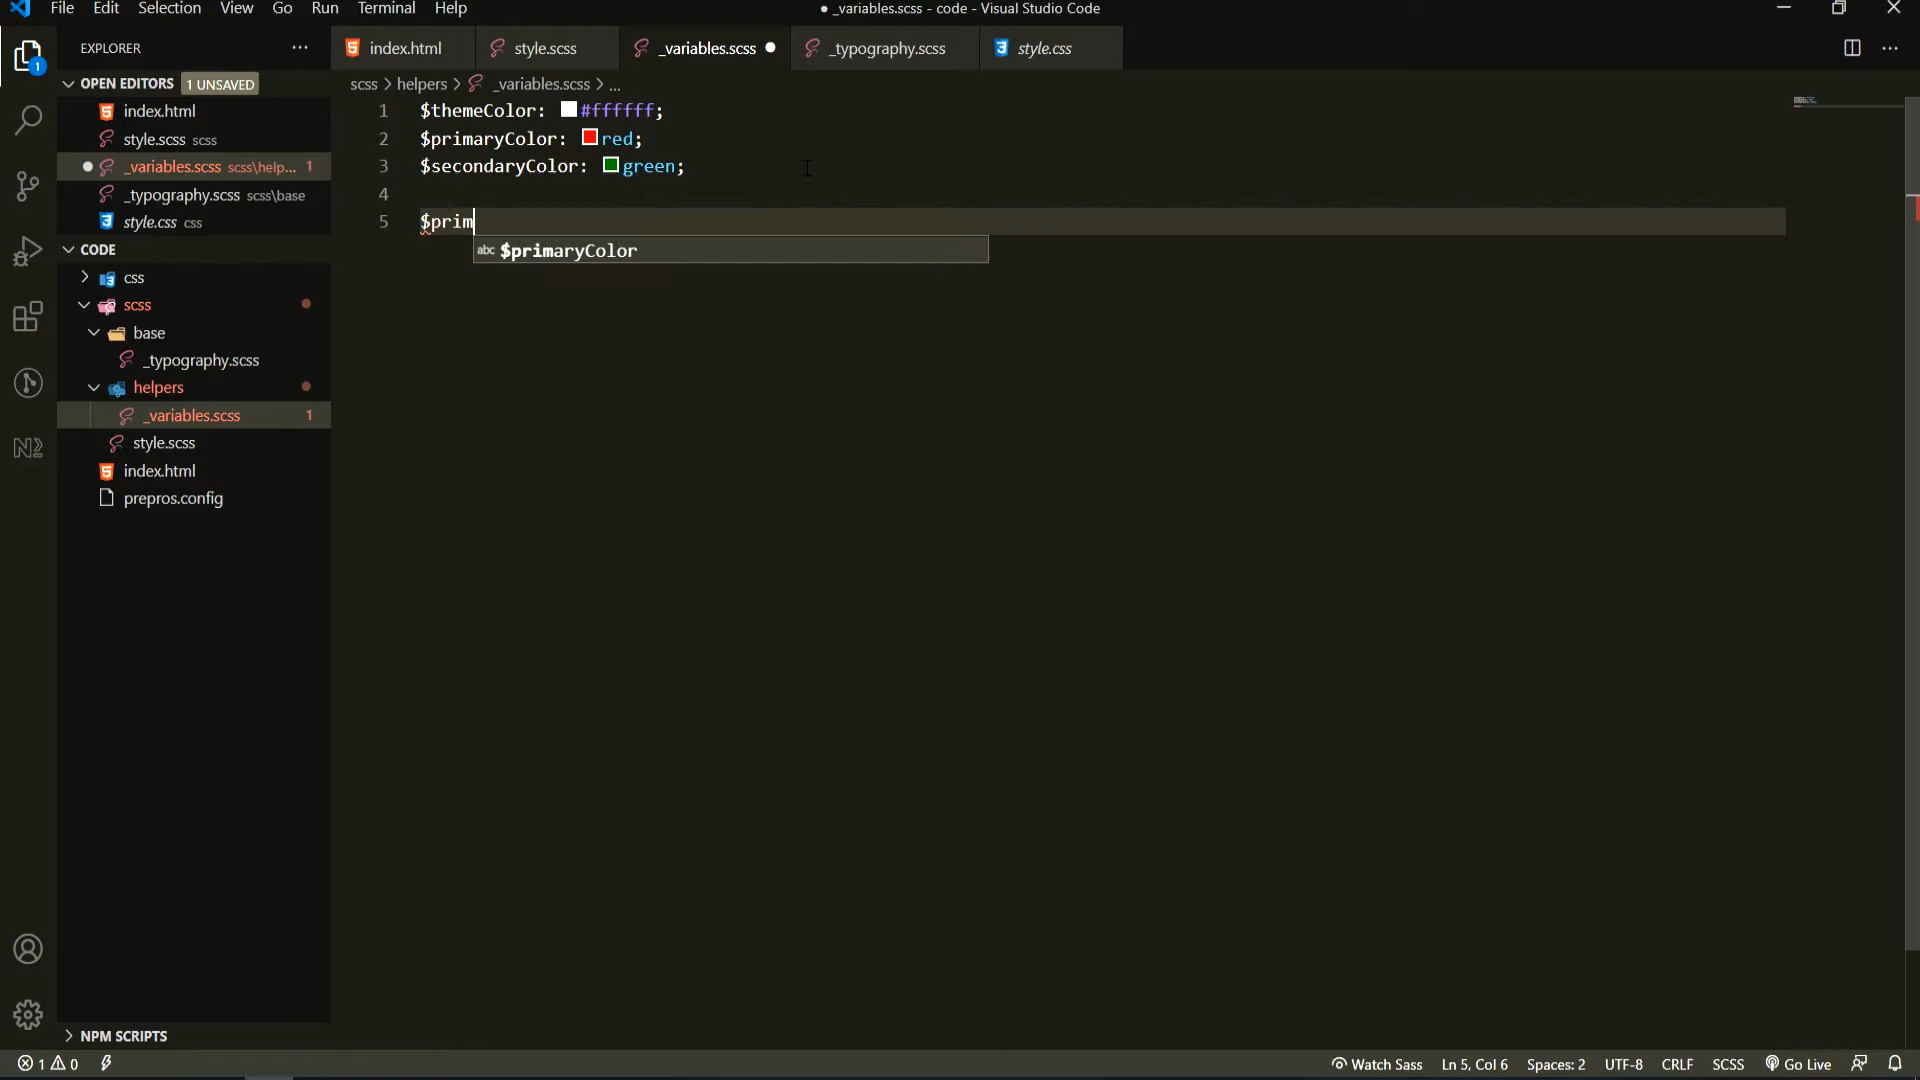 File Edit Selection View Go Run Terminal Help
● _variables.scss - code - Visual Studio Code
EXPLORER
index.html
style.scss
_variables.scss
_typography.scss
style.css
OPEN EDITORS 1 UNSAVED
index.html
style.scss scss
_variables.scss scss\help... 1
_typography.scss scss\base
style.css css
CODE
css
scss
base
_typography.scss
helpers
_variables.scss 1
style.scss
index.html
prepros.config
NPM SCRIPTS
scss > helpers > _variables.scss > ...
1 $themeColor: #ffffff;
2 $primaryColor: red;
3 $secondaryColor: green;
4
5 $prim
abc $primaryColor
1
1 0
Watch Sass Ln 5, Col 6 Spaces: 2 UTF-8 CRLF SCSS Go Live